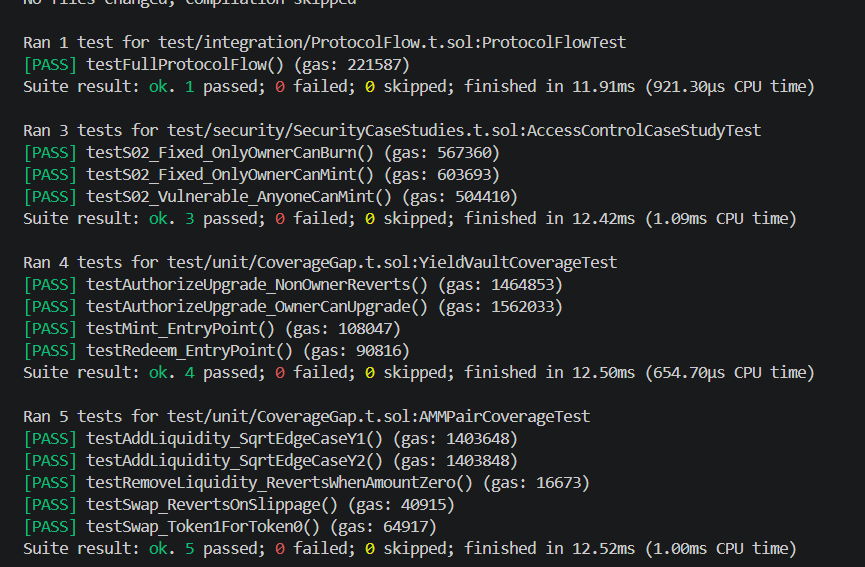 No files changed, compilation skipped
Ran 1 test for test/integration/ProtocolFlow.t.sol:ProtocolFlowTest
[PASS] testFullProtocolFlow() (gas: 221587)
Suite result: ok. 1 passed; 0 failed; 0 skipped; finished in 11.91ms (921.30µs CPU time)
Ran 3 tests for test/security/SecurityCaseStudies.t.sol:AccessControlCaseStudyTest
[PASS] testS02_Fixed_OnlyOwnerCanBurn() (gas: 567360)
[PASS] testS02_Fixed_OnlyOwnerCanMint() (gas: 603693)
[PASS] testS02_Vulnerable_AnyoneCanMint() (gas: 504410)
Suite result: ok. 3 passed; 0 failed; 0 skipped; finished in 12.42ms (1.09ms CPU time)
Ran 4 tests for test/unit/CoverageGap.t.sol:YieldVaultCoverageTest
[PASS] testAuthorizeUpgrade_NonOwnerReverts() (gas: 1464853)
[PASS] testAuthorizeUpgrade_OwnerCanUpgrade() (gas: 1562033)
[PASS] testMint_EntryPoint() (gas: 108047)
[PASS] testRedeem_EntryPoint() (gas: 90816)
Suite result: ok. 4 passed; 0 failed; 0 skipped; finished in 12.50ms (654.70µs CPU time)
Ran 5 tests for test/unit/CoverageGap.t.sol:AMMPairCoverageTest
[PASS] testAddLiquidity_SqrtEdgeCaseY1() (gas: 1403648)
[PASS] testAddLiquidity_SqrtEdgeCaseY2() (gas: 1403848)
[PASS] testRemoveLiquidity_RevertsWhenAmountZero() (gas: 16673)
[PASS] testSwap_RevertsOnSlippage() (gas: 40915)
[PASS] testSwap_Token1ForToken0() (gas: 64917)
Suite result: ok. 5 passed; 0 failed; 0 skipped; finished in 12.52ms (1.00ms CPU time)